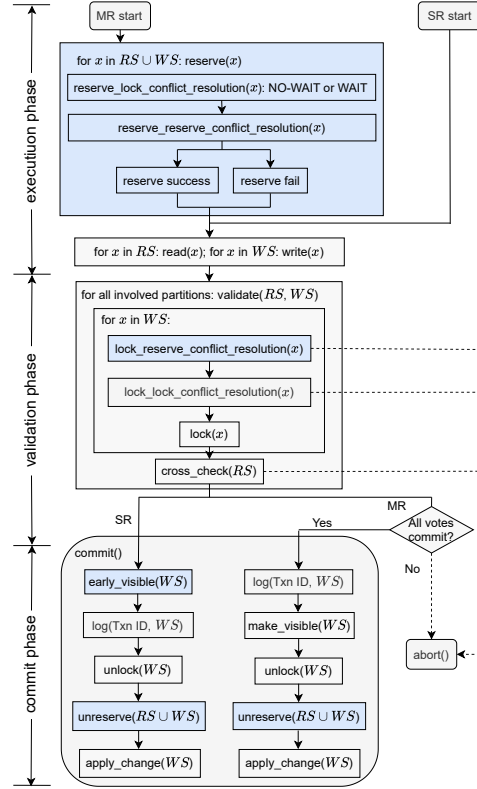 MR start
SR start
executiuon phase
for x in RS ∪ WS: reserve(x)
reserve_lock_conflict_resolution(x): NO-WAIT or WAIT
reserve_reserve_conflict_resolution(x)
reserve success
reserve fail
for x in RS: read(x); for x in WS: write(x)
validation phase
for all involved partitions: validate(RS, WS)
for x in WS:
lock_reserve_conflict_resolution(x)
lock_lock_conflict_resolution(x)
lock(x)
cross_check(RS)
SR
MR
All votes
commit?
Yes
No
abort()
commit phase
commit()
early_visible(WS)
log(Txn ID, WS)
unlock(WS)
unreserve(RS ∪ WS)
apply_change(WS)
log(Txn ID, WS)
make_visible(WS)
unlock(WS)
unreserve(RS ∪ WS)
apply_change(WS)